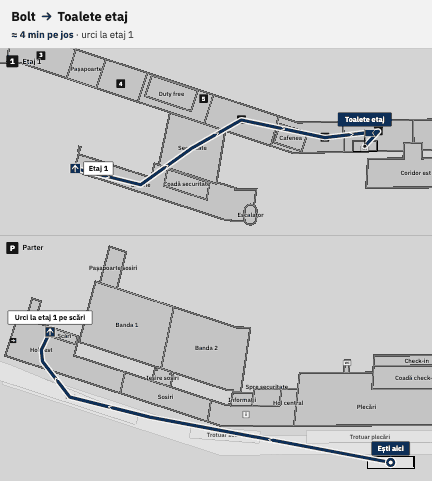 Bolt → Toalete etaj
≈ 4 min pe jos · urci la etaj 1
1 Etaj 1
3
Pașapoarte
4
Duty free
5
Toalete etaj
Cafenea
Etaj 1
Coadă securitate
Coridor est
Escalator
P Parter
Pașapoarte sosiri
Urci la etaj 1 pe scări
Scări
Banda 1
Banda 2
Ieșire sosiri
Sosiri
Spre securitate
Informații
Hol central
Check-in
Coadă check-
Plecări
Trotuar plecări
Ești aici